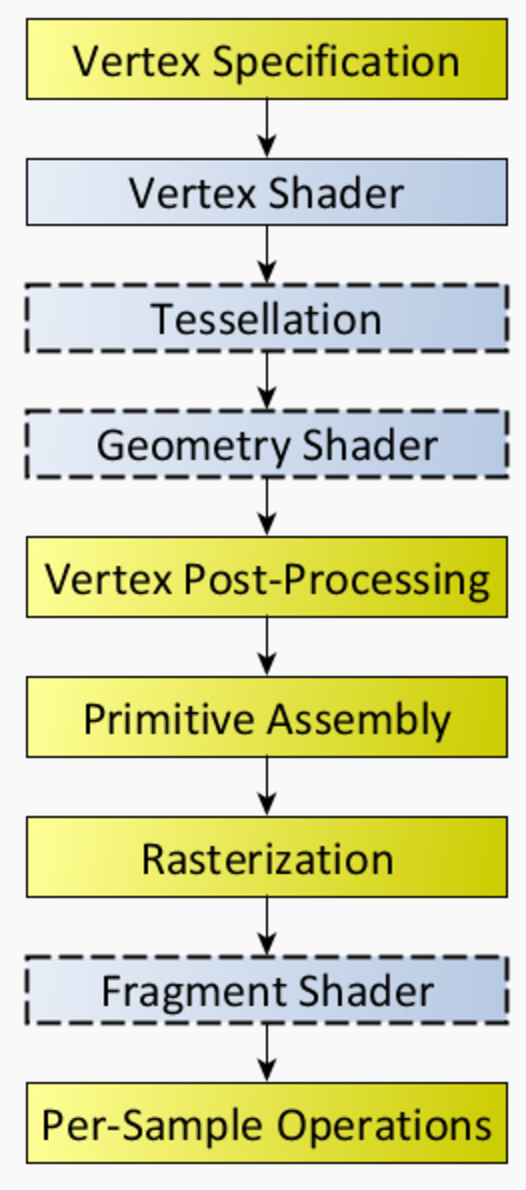 Vertex Specification
Vertex Shader
Tessellation
Geometry Shader
Vertex Post-Processing
Primitive Assembly
Rasterization
Fragment Shader
Per-Sample Operations